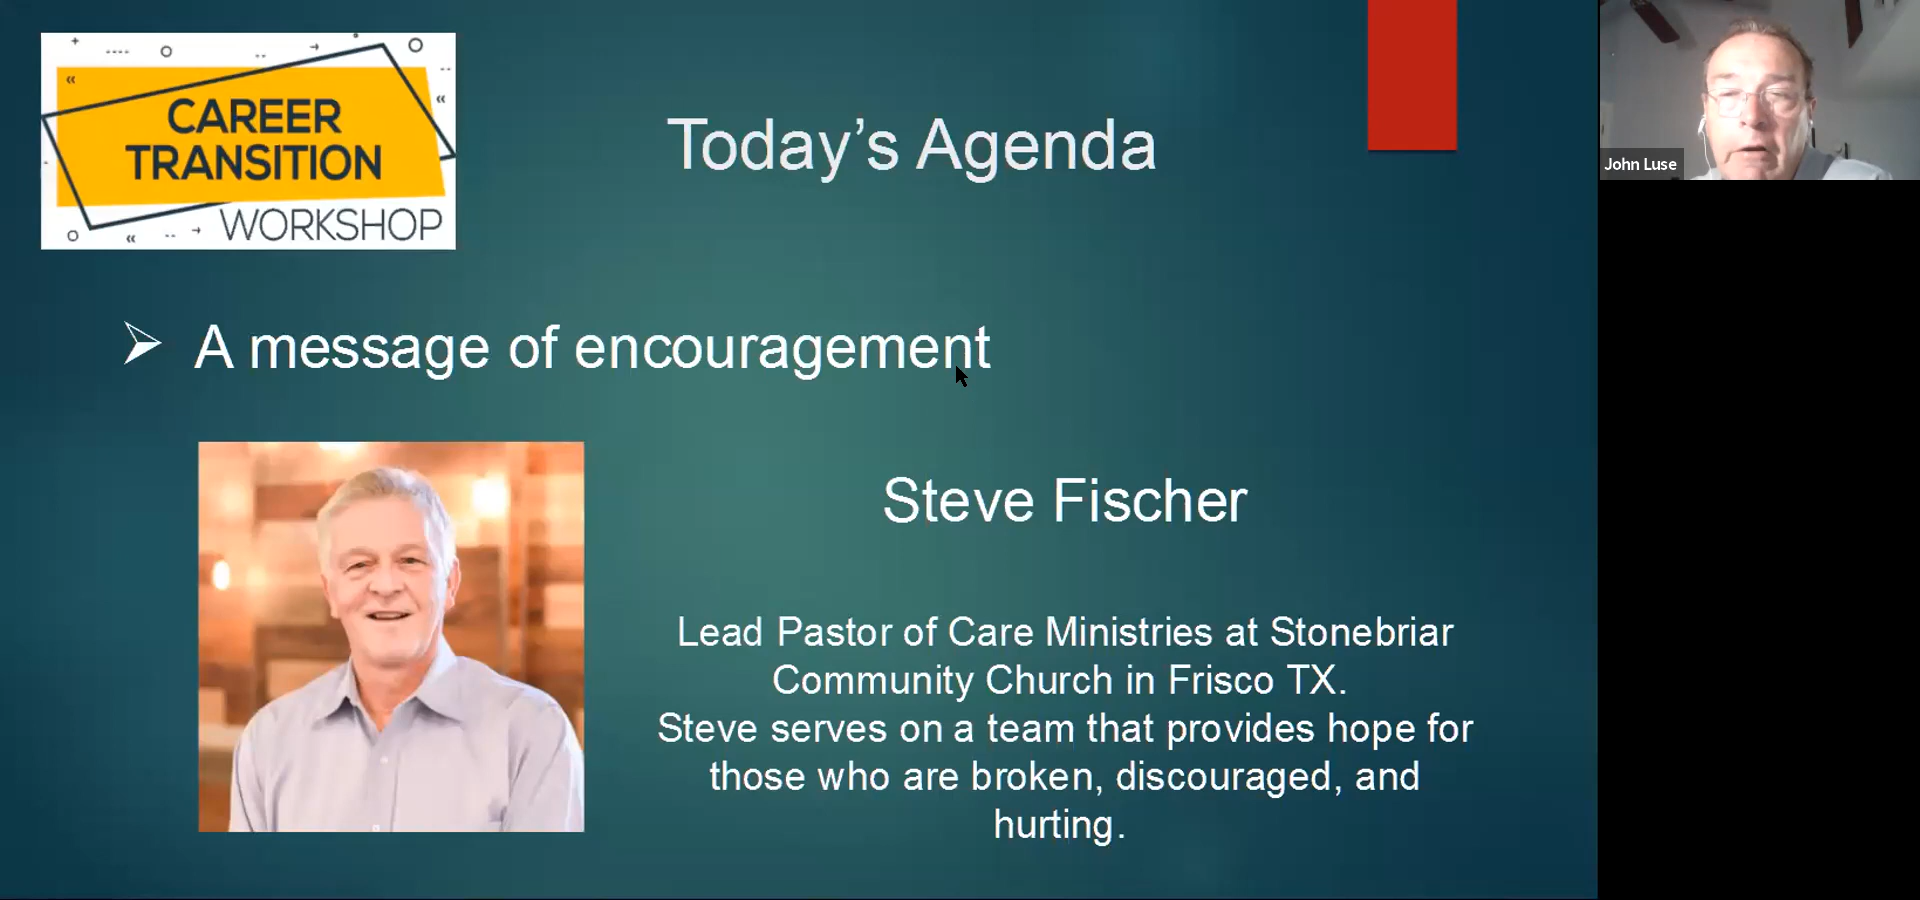 CAREER
TRANSITION
WORKSHOP
Today’s Agenda
John Luse
A message of encouragement
Steve Fischer
Lead Pastor of Care Ministries at Stonebriar
Community Church in Frisco TX.
Steve serves on a team that provides hope for
those who are broken, discouraged, and
hurting.